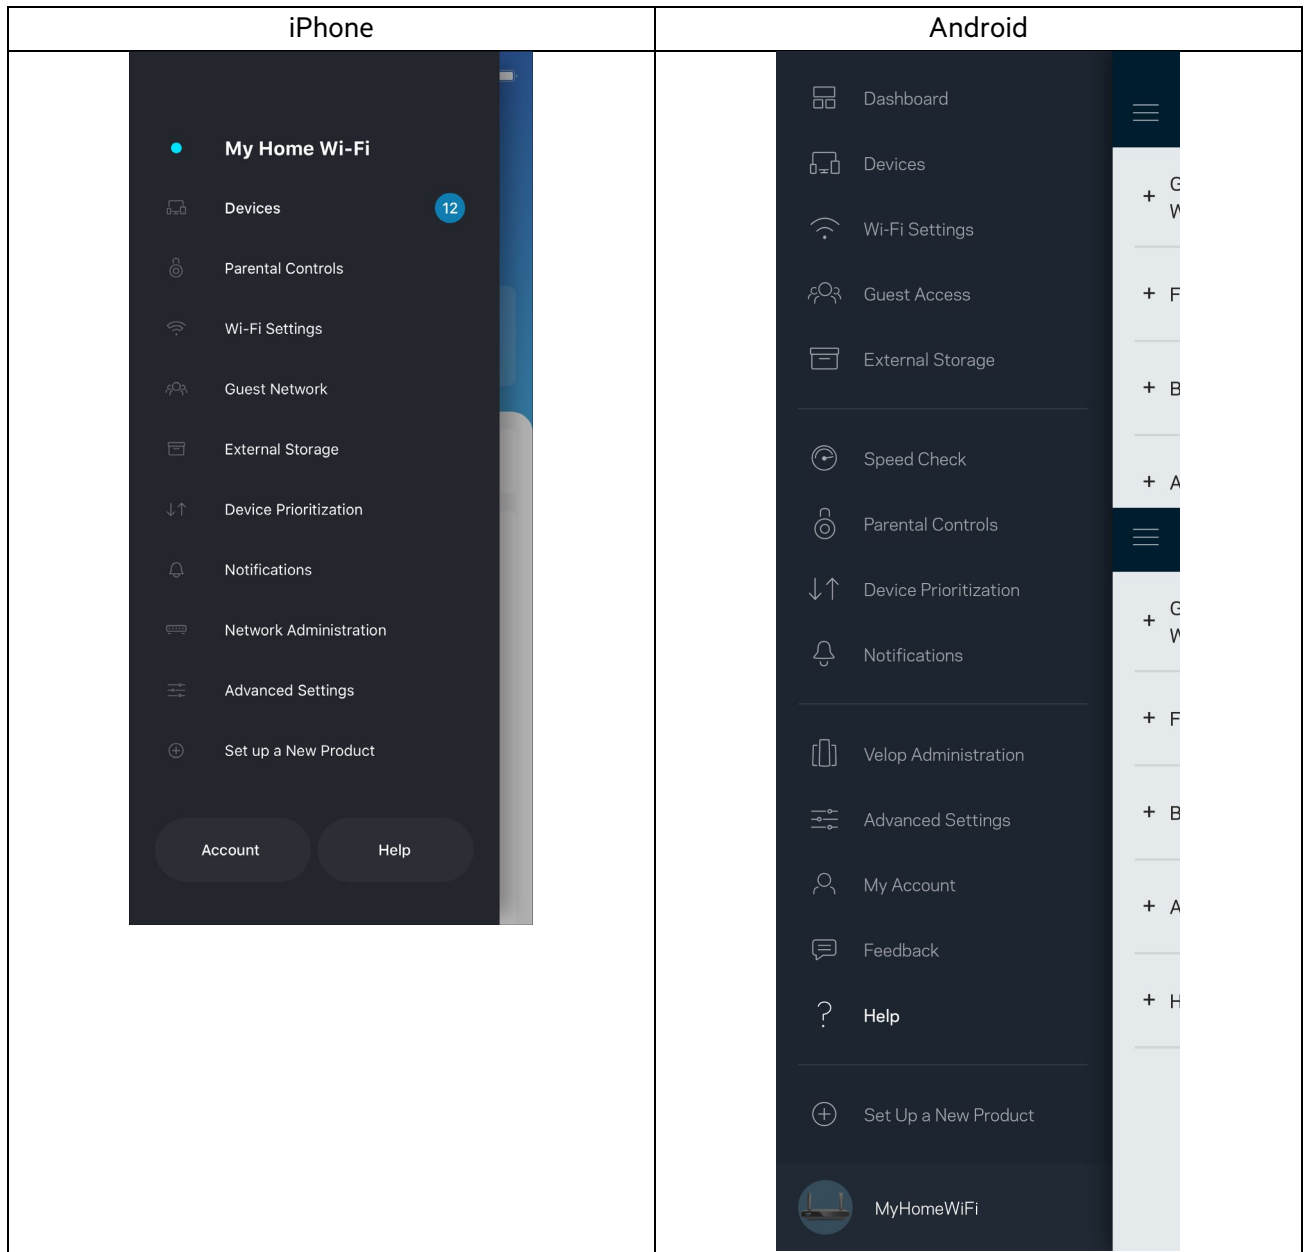 iPhone
Android
My Home Wi-Fi
Devices
12
Parental Controls
Wi-Fi Settings
Guest Network
External Storage
Device Prioritization
Notifications
Network Administration
Advanced Settings
Set up a New Product
Account
Help
Dashboard
Devices
Wi-Fi Settings
Guest Access
External Storage
Speed Check
Parental Controls
Device Prioritization
Notifications
Velop Administration
Advanced Settings
My Account
Feedback
Help
Set Up a New Product
MyHomeWiFi
+ F
+ B
+ A
+ F
+ B
+ A
+ H